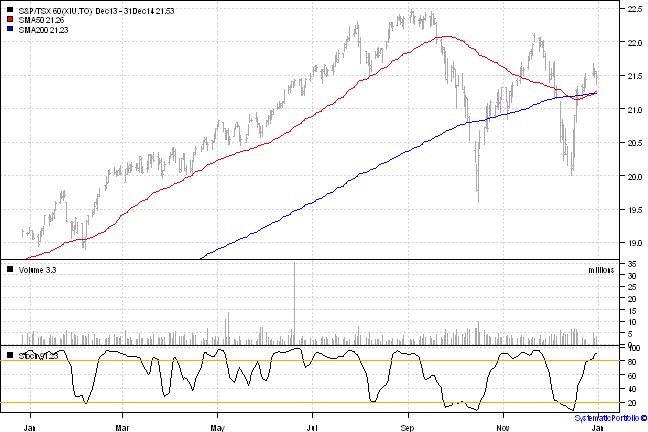 S&P/TSX 60(XIU.TO) Dec13 - 31Dec14 21.53
SMA50 21.26
SMA200 21.23
22.5
22.0
21.5
21.0
20.5
20.0
19.5
19.0
Volume 3.3
millions
35
30
25
20
15
10
5
0
100
80
60
40
20
Jan
Mar
May
Jul
Sep
Nov
Jan
SystematicPortfolio ©